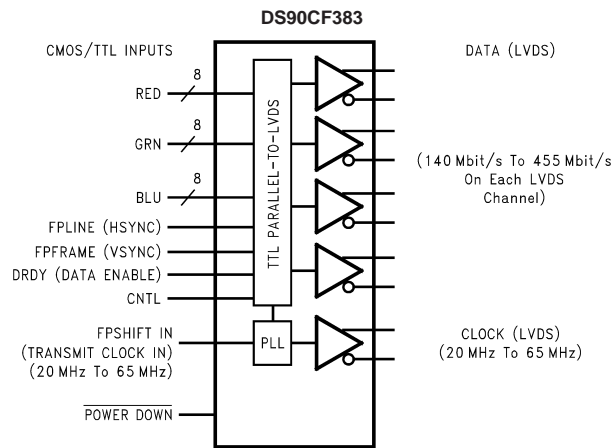 DS90CF383
CMOS/TTL INPUTS
DATA (LVDS)
8
RED
8
GRN
(140 Mbit/s To 455 Mbit/s
On Each LVDS
Channel)
8
BLU
TTL PARALLEL-TO-LVDS
FPLINE (HSYNC)
FPFRAME (VSYNC)
DRDY (DATA ENABLE)
CNTL
FPSHIFT IN
(TRANSMIT CLOCK IN)
(20 MHz To 65 MHz)
PLL
CLOCK (LVDS)
(20 MHz To 65 MHz)
POWER DOWN